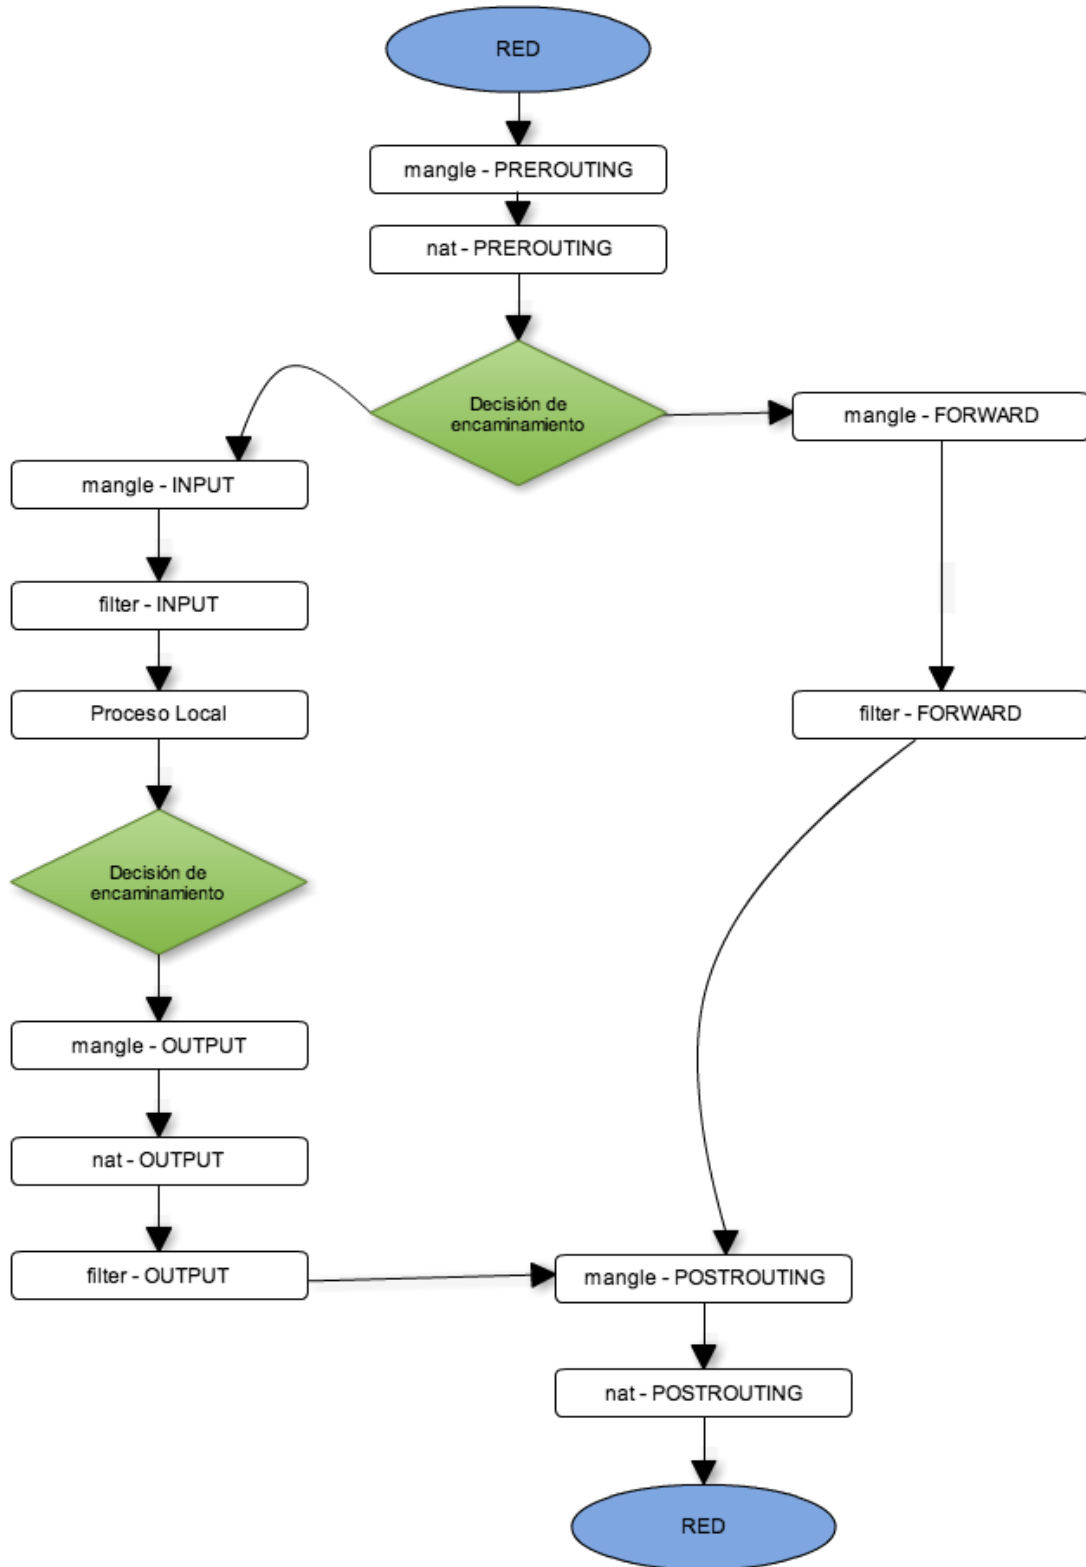 RED
mangle - PREROUTING
nat - PREROUTING
Decisión de
encaminamiento
mangle - FORWARD
mangle - INPUT
filter - INPUT
Proceso Local
filter - FORWARD
Decisión de
encaminamiento
mangle - OUTPUT
nat - OUTPUT
filter - OUTPUT
mangle - POSTROUTING
nat - POSTROUTING
RED